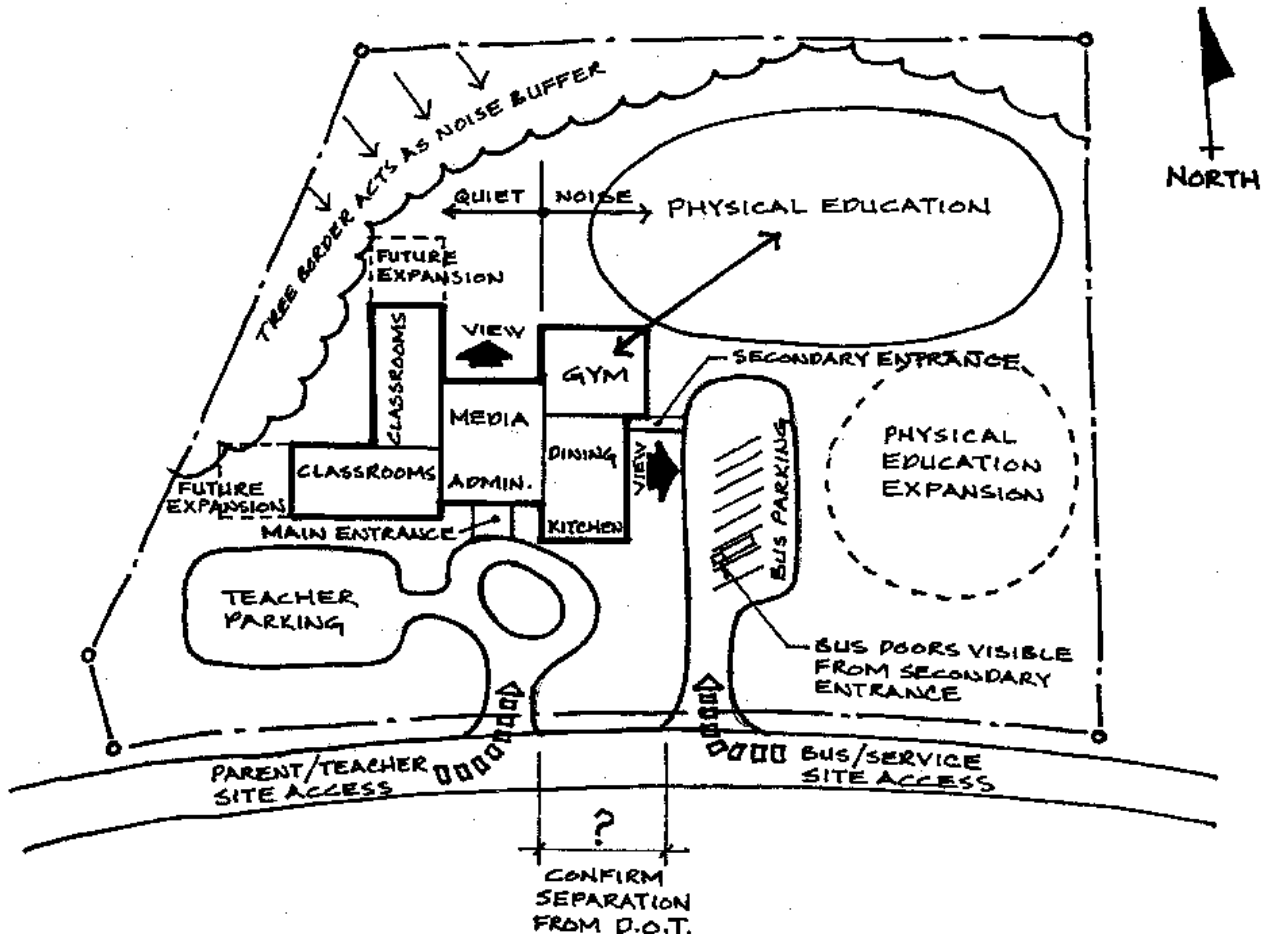 TREE BORDER ACTS AS NOISE BUFFER
NORTH
QUIET
NOISE
PHYSICAL EDUCATION
FUTURE
EXPANSION
VIEW
CLASSROOMS
GYM
SECONDARY ENTRANCE
MEDIA
ADMIN.
DINING
KITCHEN
VIEW
BUS PARKING
PHYSICAL
EDUCATION
EXPANSION
CLASSROOMS
FUTURE
EXPANSION
MAIN ENTRANCE
TEACHER
PARKING
BUS DOORS VISIBLE
FROM SECONDARY
ENTRANCE
PARENT/TEACHER
SITE ACCESS
BUS/SERVICE
SITE ACCESS
?
CONFIRM
SEPARATION
FROM D.O.T.